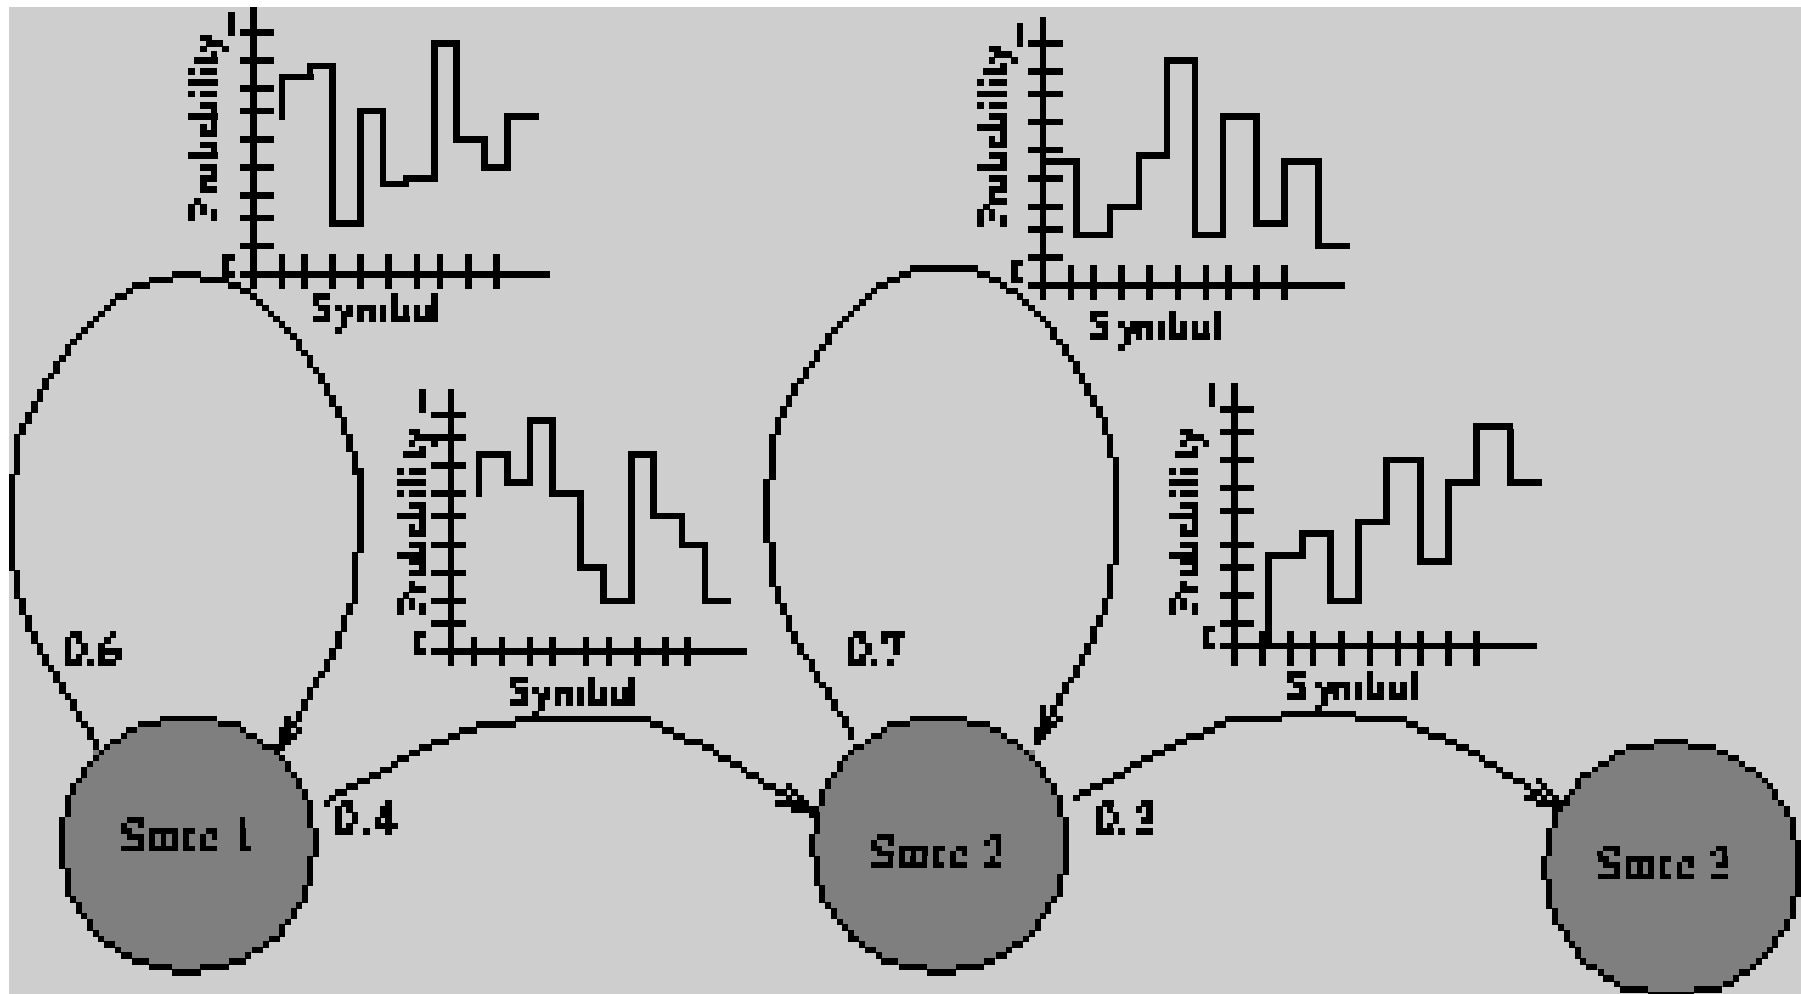 Probability
Symbol
Probability
Symbol
Probability
Symbol
Probability
Symbol
0.6
0.7
0.4
0.3
State 1
State 2
State 3